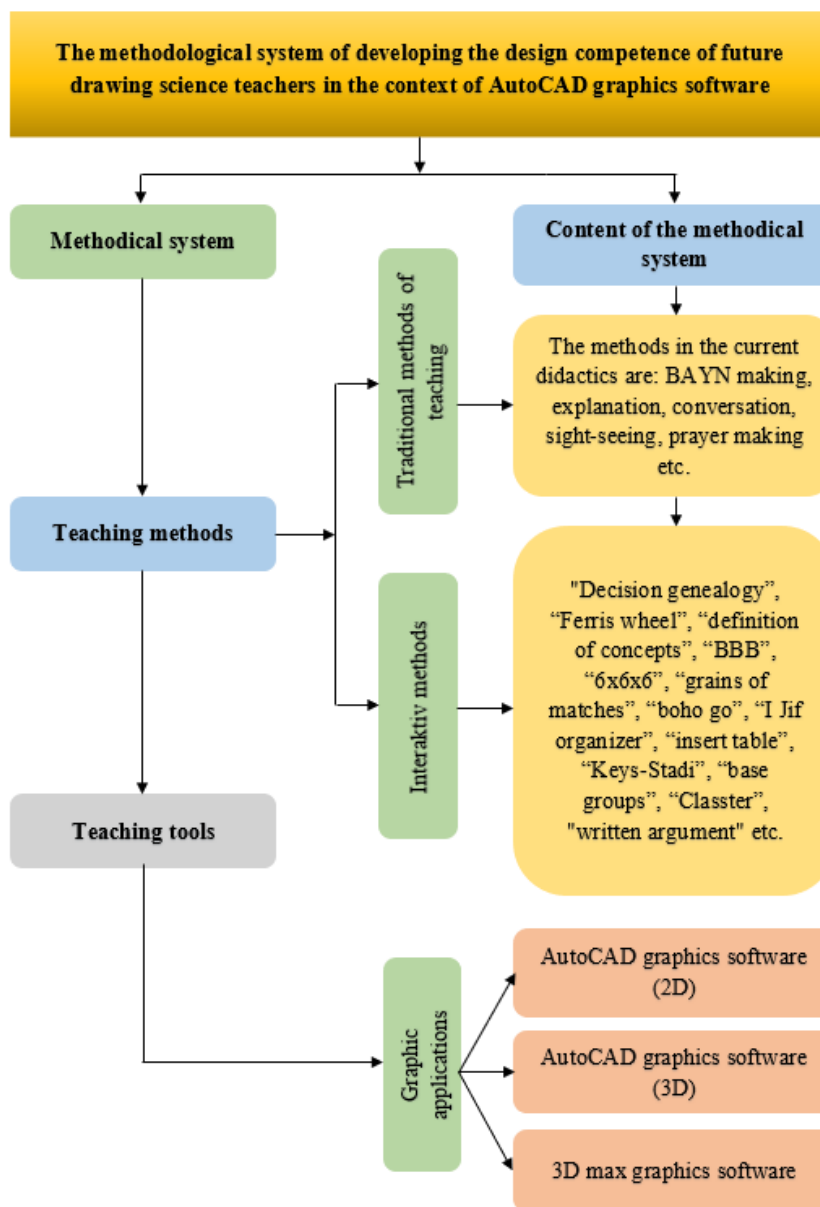 The methodological system of developing the design competence of future
drawing science teachers in the context of AutoCAD graphics software
Methodical system
Content of the methodical
system
Traditional methods of
teaching
The methods in the current
didactics are: BAYN making,
explanation, conversation,
sight-seeing, prayer making
etc.
Teaching methods
Interaktiv methods
"Decision genealogy”,
“Ferris wheel”, “definition
of concepts”, “BBB”,
“6x6x6”, “grains of
matches”, “boho go”, “I Jif
organizer”, “insert table”,
“Keys-Stadi”, “base
groups”, “Classter”,
"written argument" etc.
Teaching tools
Graphic
applications
AutoCAD graphics software
(2D)
AutoCAD graphics software
(3D)
3D max graphics software